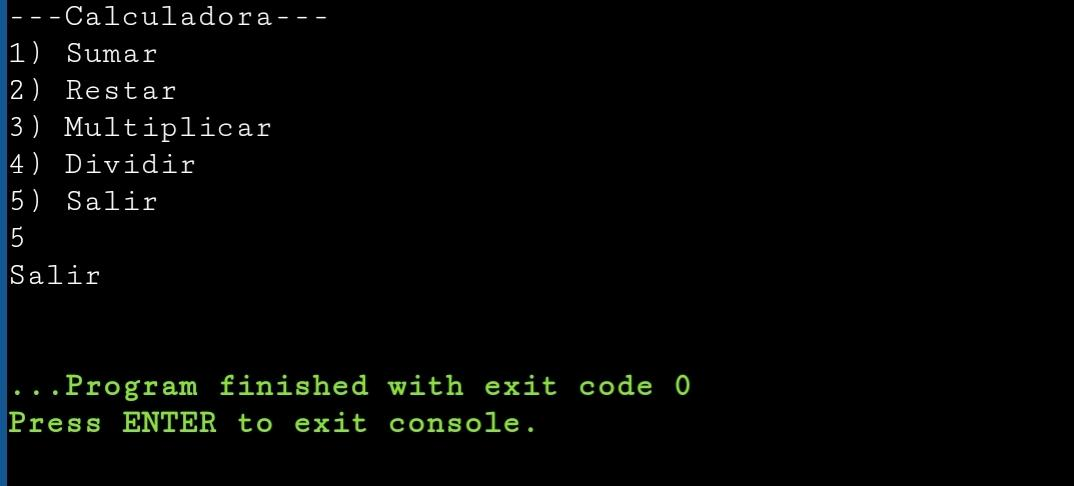 ---Calculadora---
1) Sumar
2) Restar
3) Multiplicar
4) Dividir
5) Salir
5
Salir
...Program finished with exit code 0
Press ENTER to exit console.